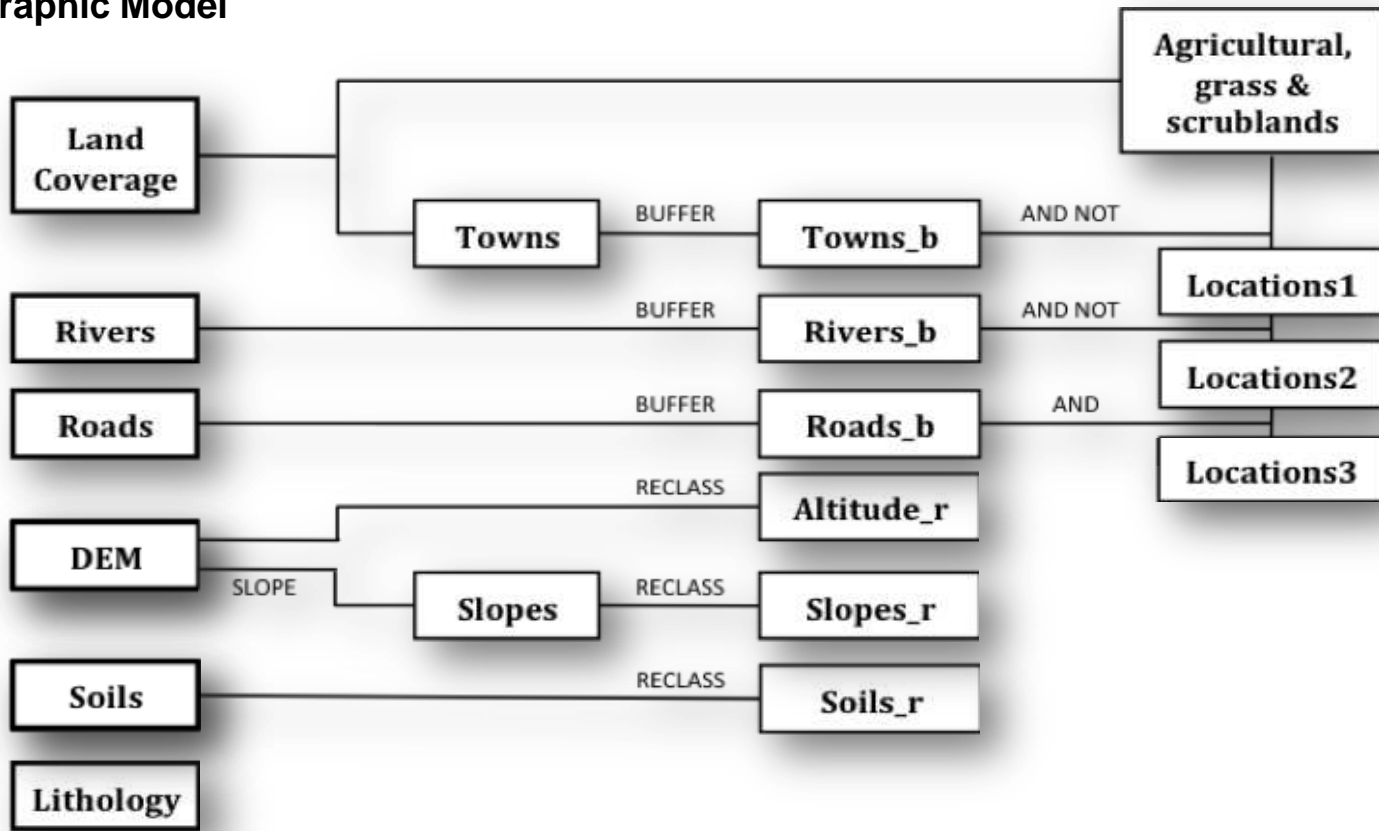 raphic Model
Agricultural,
grass &
scrublands
Land
Coverage
Towns
BUFFER
Towns_b
AND NOT
Locations1
Rivers
BUFFER
Rivers_b
AND NOT
Locations2
Roads
BUFFER
Roads_b
AND
Locations3
DEM
RECLASS
Altitude_r
SLOPE
Slopes
RECLASS
Slopes_r
Soils
RECLASS
Soils_r
Lithology